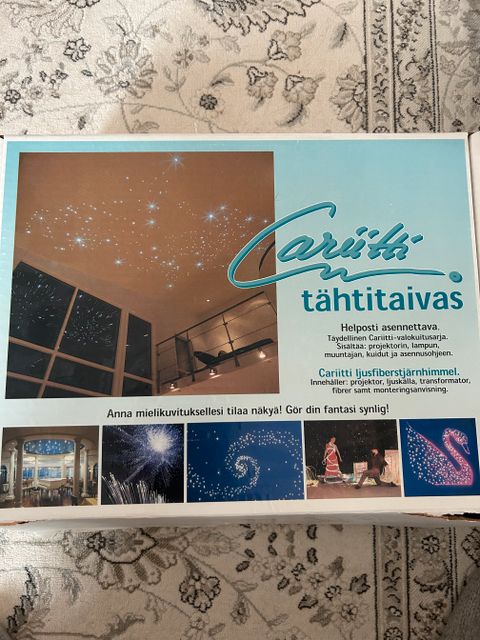 Cariitti
tähtitaivas
Helposti asennettava.
Täydellinen Cariitti-valokuitusarja.
Sisältaa: projektorin, lampun,
muuntajan, kuidut ja asennusohjeen.
Cariitti ljusfiberstjärnhimmel.
Innehåller: projektor, ljuskälla, transformator,
fibrer samt monteringsanvisning.
Anna mielikuvituksellesi tilaa näkyä! Gör din fantasi synlig!